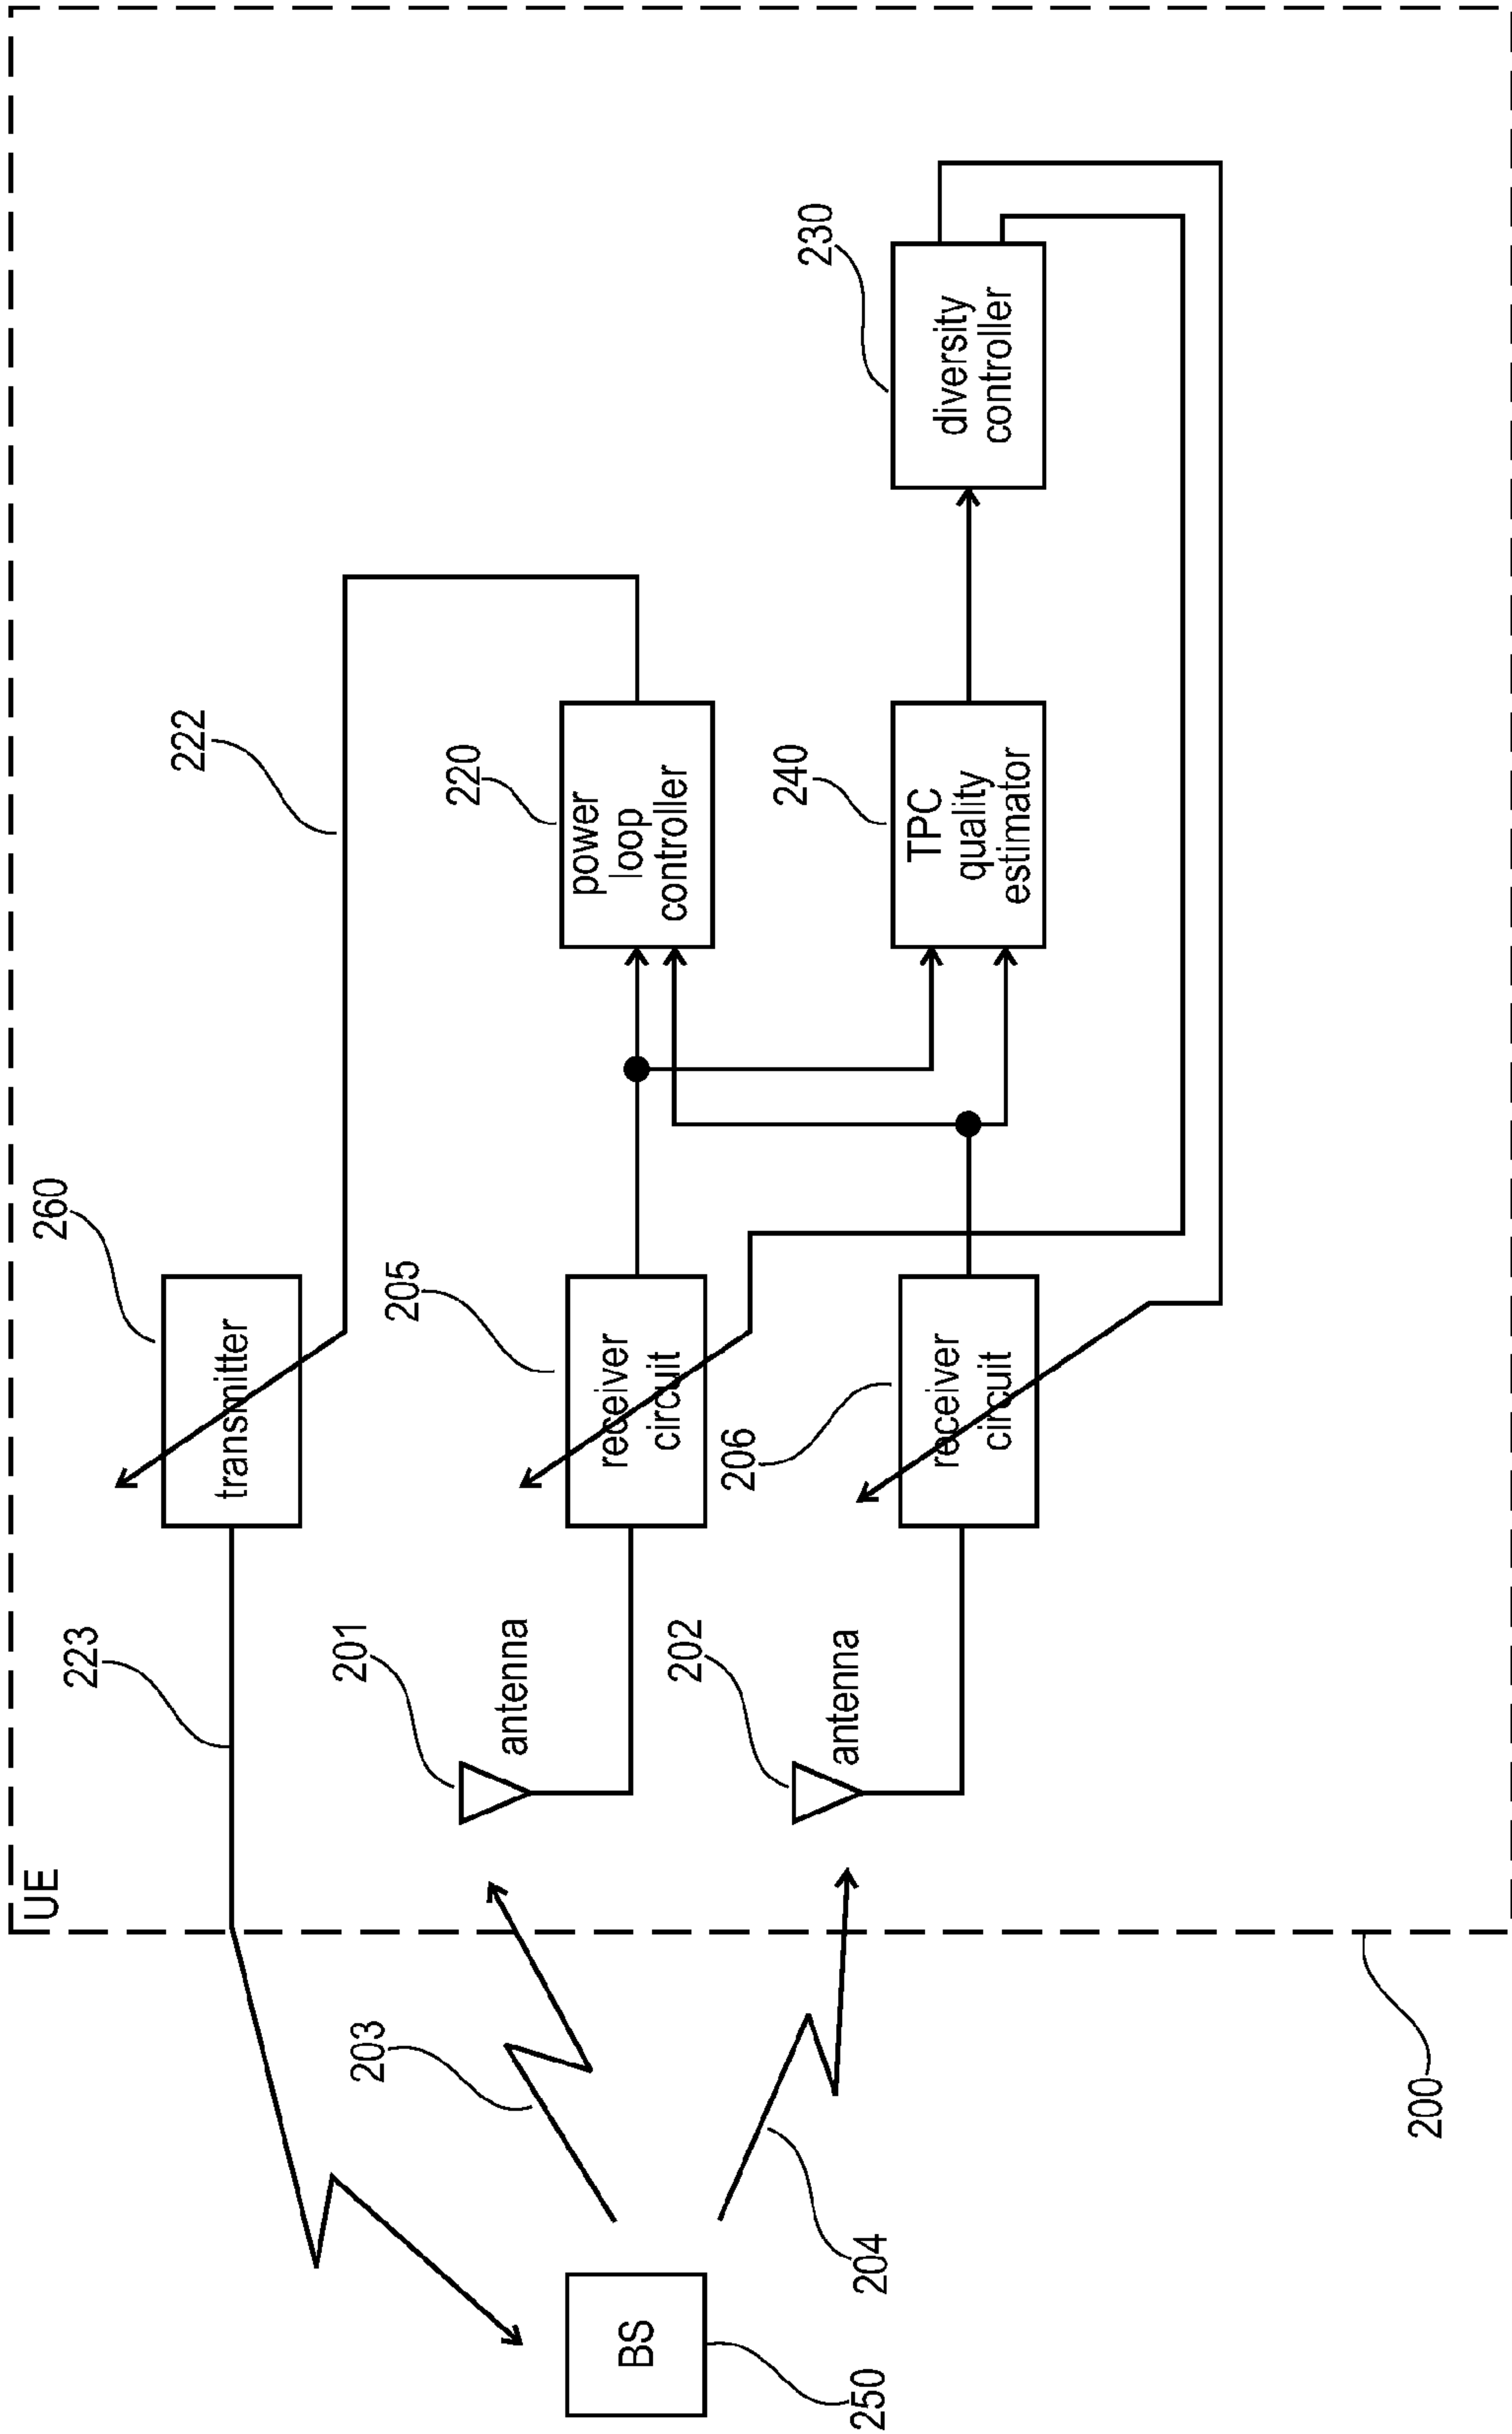 UE
223
260
222
transmitter
203
201
antenna
205
receiver
circuit
220
power
loop
controller
BS
250
204
202
antenna
206
receiver
circuit
240
TPC
quality
estimator
230
diversity
controller
200